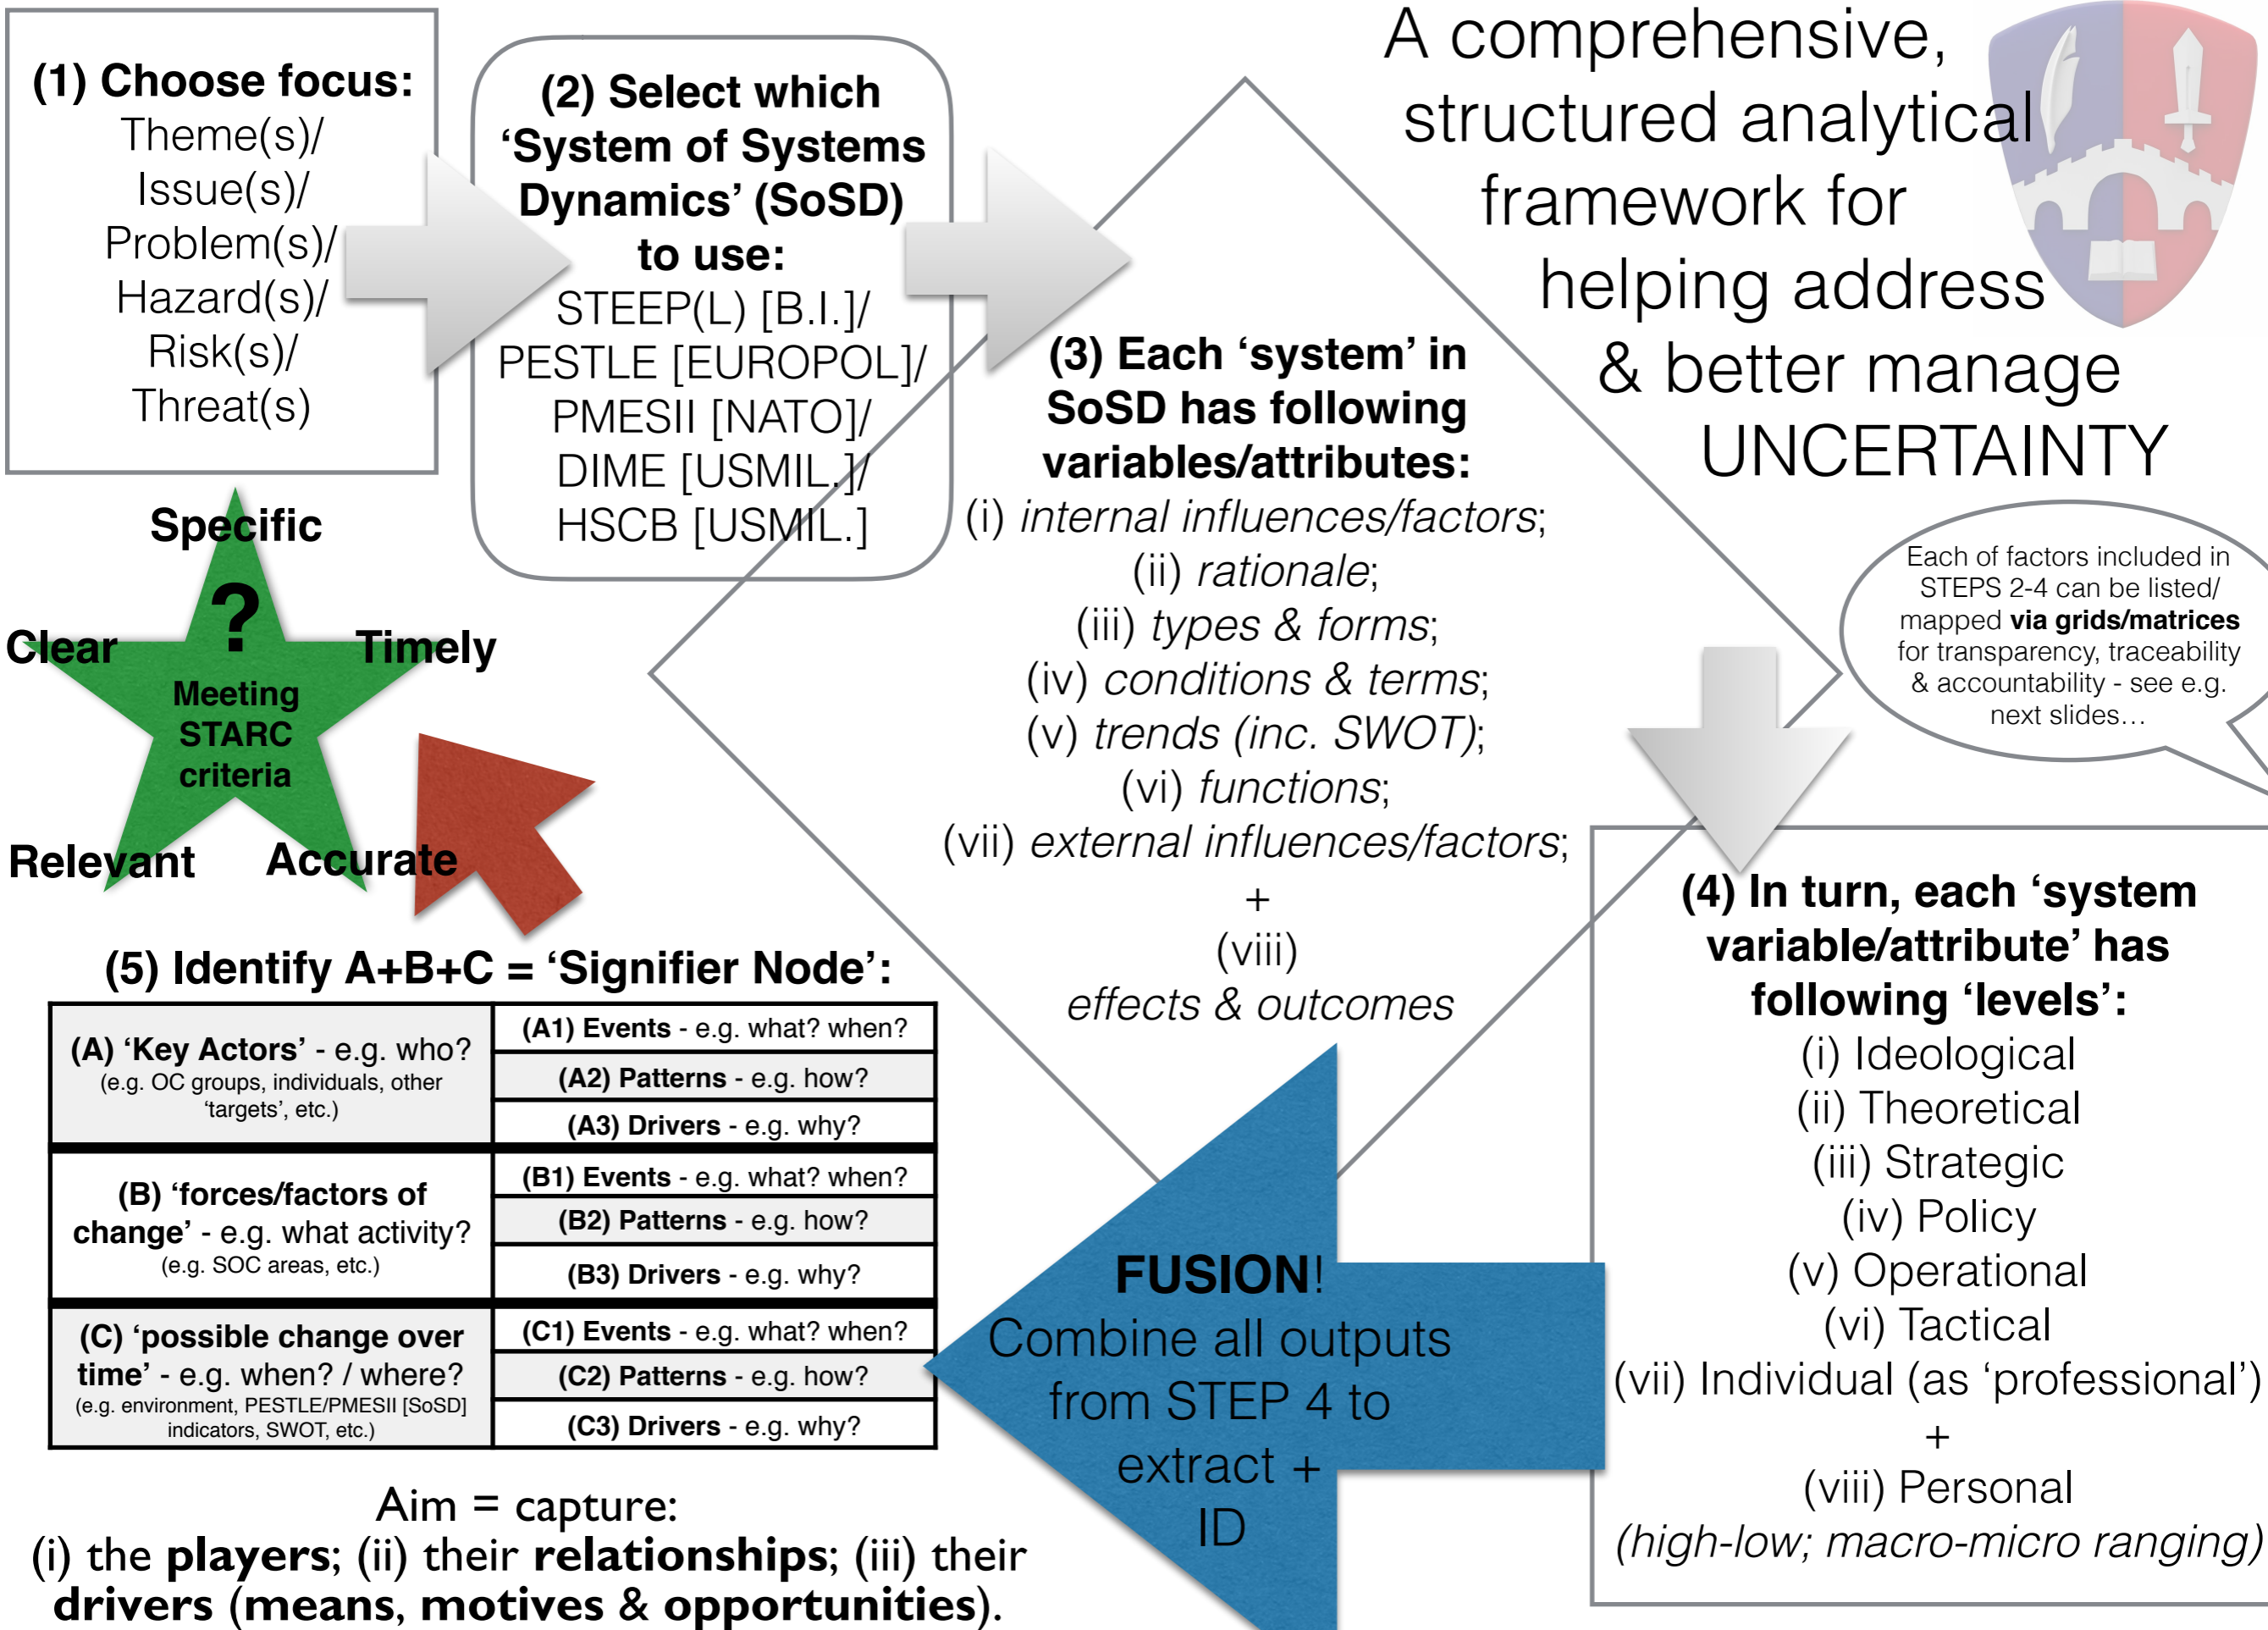 A comprehensive,
structured analytical
framework for
helping address
& better manage
UNCERTAINTY
(1) Choose focus:
Theme(s)/
Issue(s)/
Problem(s)/
Hazard(s)/
Risk(s)/
Threat(s)
(2) Select which
‘System of Systems
Dynamics’ (SoSD)
to use:
STEEP(L) [B.I.]/
PESTLE [EUROPOL]/
PMESII [NATO]/
DIME [USMIL.]/
HSCB [USMIL.]
(3) Each ‘system’ in
SoSD has following
variables/attributes:
(i) internal influences/factors;
(ii) rationale;
(iii) types & forms;
(iv) conditions & terms;
(v) trends (inc. SWOT);
(vi) functions;
(vii) external influences/factors;
+
(viii)
effects & outcomes
Each of factors included in
STEPS 2-4 can be listed/
mapped via grids/matrices
for transparency, traceability
& accountability - see e.g.
next slides…
(4) In turn, each ‘system
variable/attribute’ has
following ‘levels’:
(i) Ideological
(ii) Theoretical
(iii) Strategic
(iv) Policy
(v) Operational
(vi) Tactical
(vii) Individual (as ‘professional’)
+
(viii) Personal
(high-low; macro-micro ranging)
FUSION!
Combine all outputs
from STEP 4 to
extract +
ID
(5) Identify A+B+C = ‘Signifier Node’:
(A) ‘Key Actors’ - e.g. who?
(e.g. OC groups, individuals, other
‘targets’, etc.)
(A1) Events - e.g. what? when?
(A2) Patterns - e.g. how?
(A3) Drivers - e.g. why?
(B) ‘forces/factors of
change’ - e.g. what activity?
(e.g. SOC areas, etc.)
(B1) Events - e.g. what? when?
(B2) Patterns - e.g. how?
(B3) Drivers - e.g. why?
(C) ‘possible change over
time’ - e.g. when? / where?
(e.g. environment, PESTLE/PMESII [SoSD]
indicators, SWOT, etc.)
(C1) Events - e.g. what? when?
(C2) Patterns - e.g. how?
(C3) Drivers - e.g. why?
Aim = capture:
(i) the players; (ii) their relationships; (iii) their
drivers (means, motives & opportunities).
Specific
?
Clear
Timely
Meeting
STARC
criteria
Relevant
Accurate